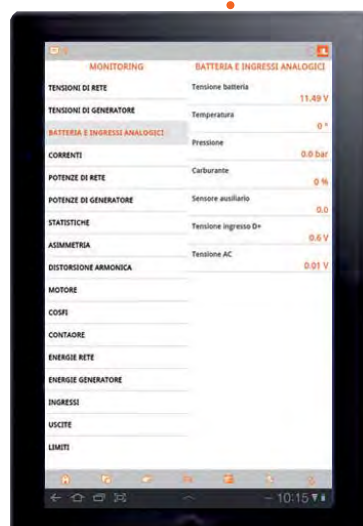 MONITORING
TENSIONI DI RETE
TENSIONI DI GENERATORE
BATTERIA E INGRESSI ANALOGICI
CORRENTI
POTENZE DI RETE
POTENZE DI GENERATORE
STATISTICHE
ASIMMETRIA
DISTORSIONE ARMONICA
MOTORE
COSFI
CONTAORE
ENERGIE RETE
ENERGIE GENERATORE
INGRESSI
USCITE
LIMITI
BATTERIA E INGRESSI ANALOGICI
Tensione batteria
11.49 V
Temperatura
0 °
Pressione
0.0 bar
Carburante
0 %
Sensore ausiliario
0.0
Tensione ingresso D+
0.6 V
Tensione AC
0.01 V
10:15